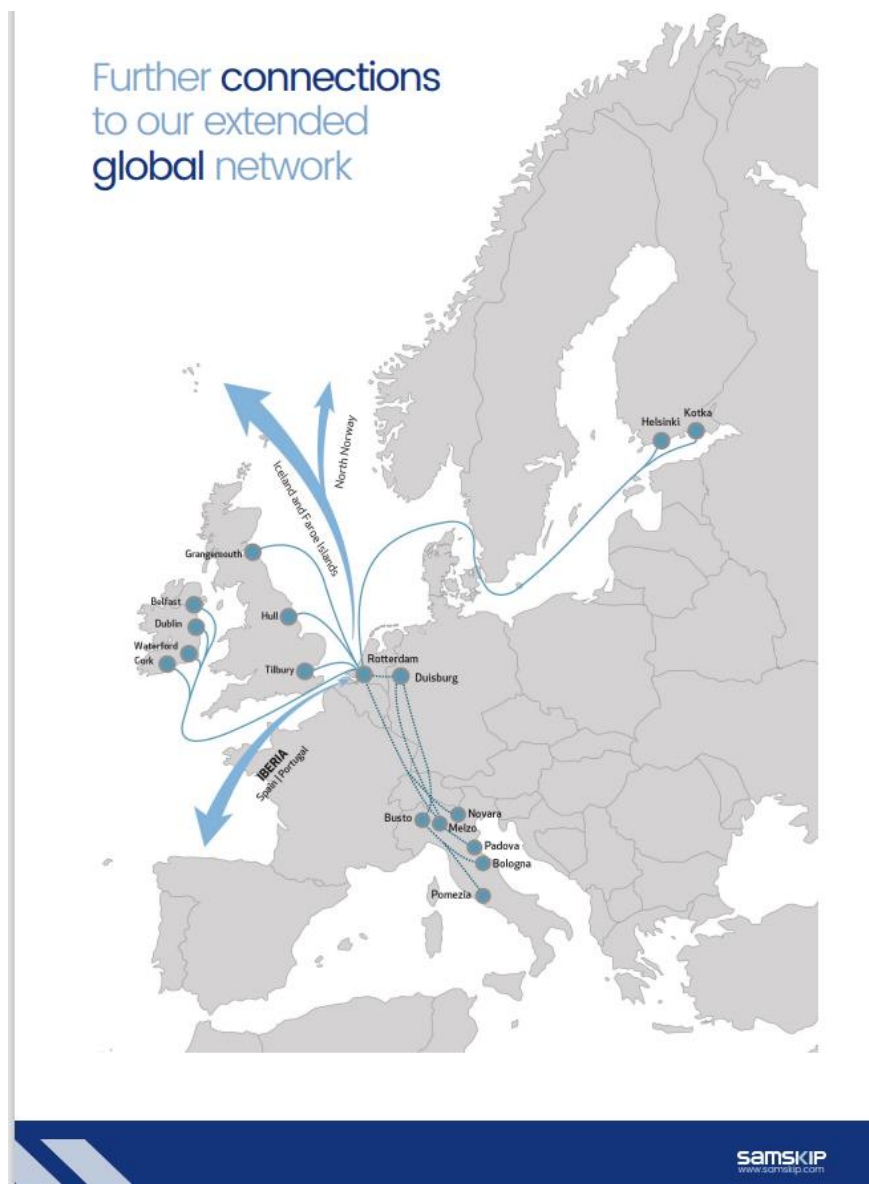 Further connections
to our extended
global network
Helsinki
Kotka
North Norway
Iceland and Faroe Islands
Grangemouth
Belfast
Dublin
Waterford
Cork
Hull
Tilbury
Rotterdam
Duisburg
IBERIA
Spain | Portugal
Busto
Novara
Melzo
Padova
Bologna
Pomezia
samskip
www.samskip.com